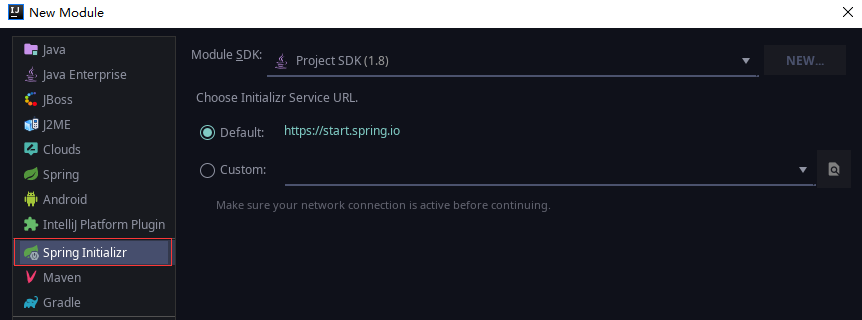 New Module
Java
Java Enterprise
JBoss
J2ME
Clouds
Spring
Android
IntelliJ Platform Plugin
Spring Initializr
Maven
Gradle
Module SDK: Project SDK (1.8) NEW...
Choose Initializr Service URL.
Default: https://start.spring.io
Custom:
Make sure your network connection is active before continuing.